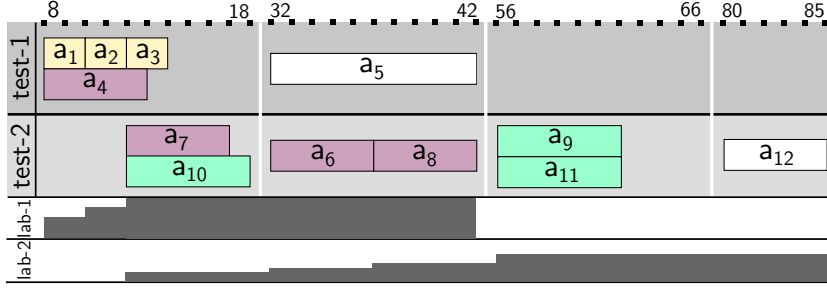 8 18 32 42 56 66 80 85
test-1
a₁ a₂ a₃
a₄
a₅
test-2
a₇
a₁₀
a₆ a₈
a₉
a₁₁
a₁₂
lab-1
lab-2